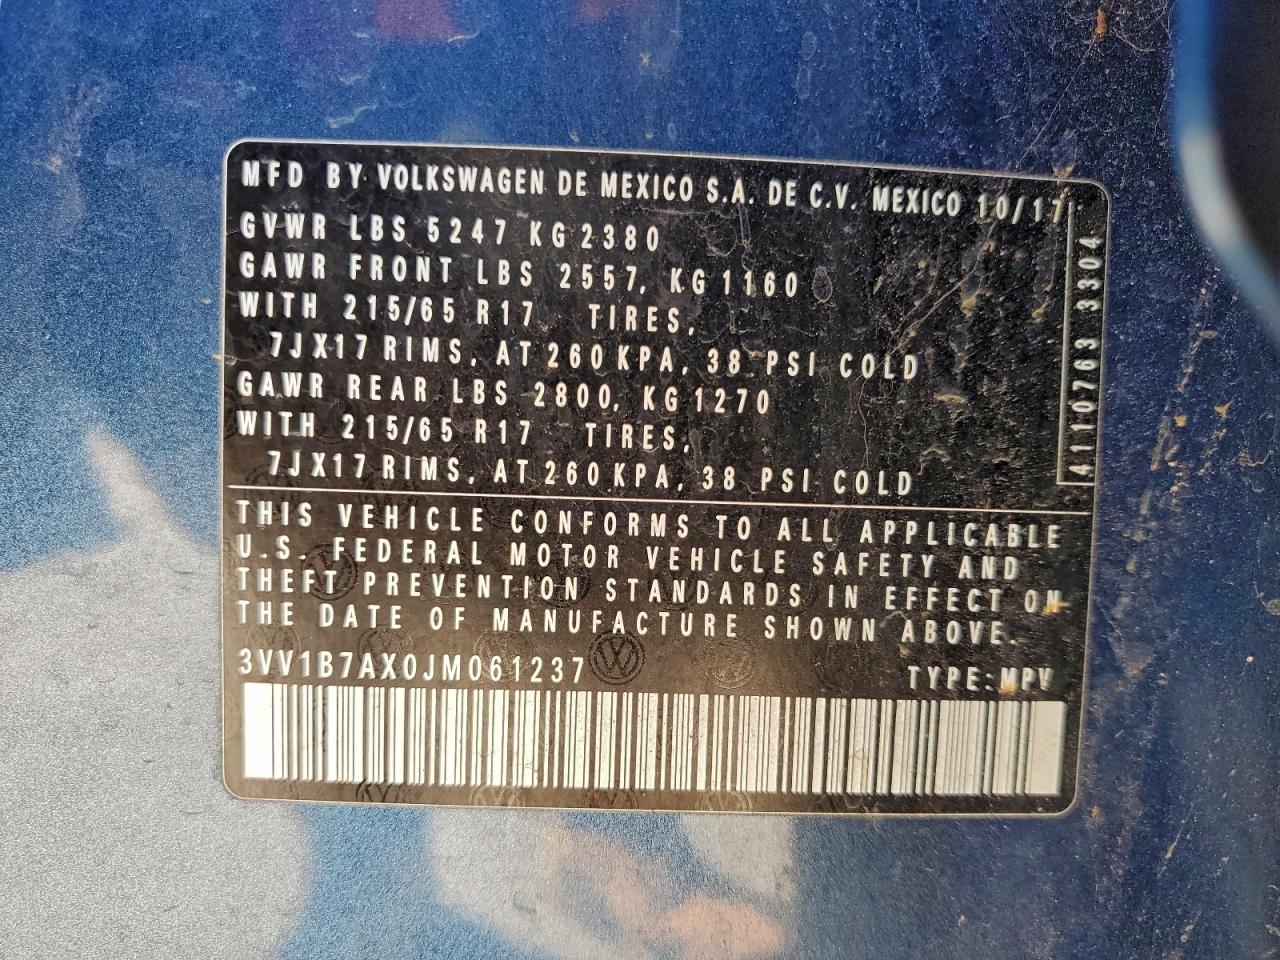 MFD BY VOLKSWAGEN DE MEXICO S.A. DE C.V. MEXICO 10/17
GVWR LBS 5247 KG 2380
GAWR FRONT LBS 2557, KG 1160
WITH 215/65 R17 TIRES,
7JX17 RIMS, AT 260 KPA, 38 PSI COLD
GAWR REAR LBS 2800, KG 1270
WITH 215/65 R17 TIRES,
7JX17 RIMS, AT 260 KPA, 38 PSI COLD
4110763 3304
THIS VEHICLE CONFORMS TO ALL APPLICABLE
U.S. FEDERAL MOTOR VEHICLE SAFETY AND
THEFT PREVENTION STANDARDS IN EFFECT ON
THE DATE OF MANUFACTURE SHOWN ABOVE.
3VV1B7AX0JM061237 TYPE:MPV